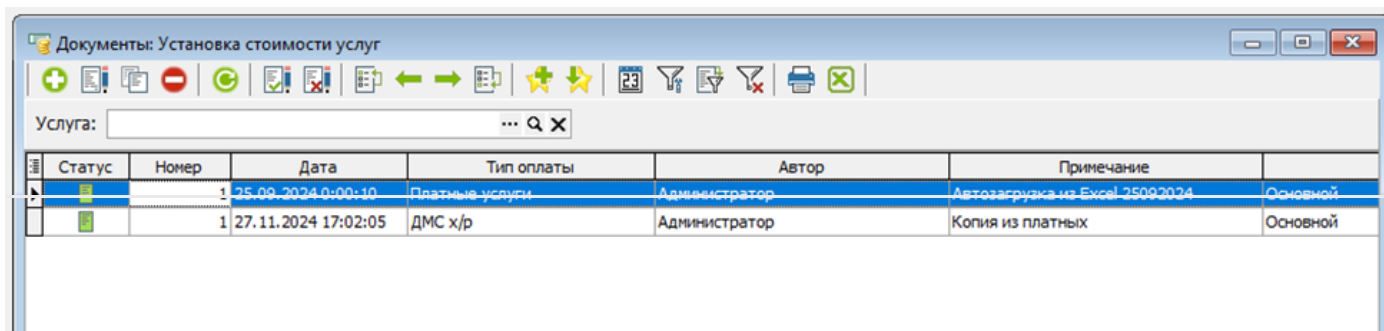 Документы: Установка стоимости услуг
23
Услуга:
Статус Номер Дата Тип оплаты Автор Примечание
1 25.09.2024 0:00:10 Платные услуги Администратор Автозагрузка из Excel 25092024 Основной
1 27.11.2024 17:02:05 ДМС х/р Администратор Копия из платных Основной